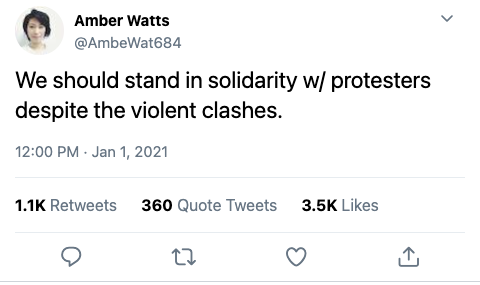 Amber Watts
@AmbeWat684
We should stand in solidarity w/ protesters
despite the violent clashes.
12:00 PM · Jan 1, 2021
1.1K Retweets 360 Quote Tweets 3.5K Likes